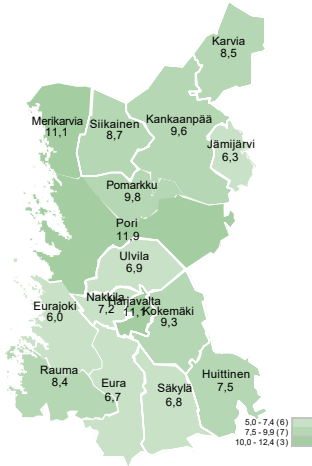 Karvia
8,5
Merikarvia
11,1
Siikainen
8,7
Kankaanpää
9,6
Jämijärvi
6,3
Pomarkku
9,8
Pori
11,9
Ulvila
6,9
Nakkila
7,2
Harjavalta
11,1
Kokemäki
9,3
Eurajoki
6,0
Rauma
8,4
Eura
6,7
Säkylä
6,8
Huittinen
7,5
5,0 - 7,4 (6)
7,5 - 9,9 (7)
10,0 - 12,4 (3)